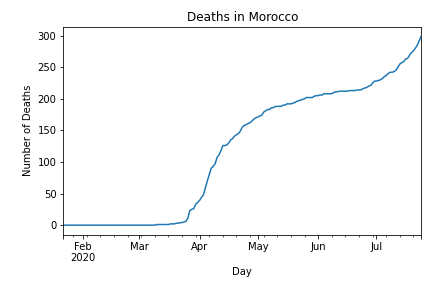 Deaths in Morocco
Number of Deaths
300
250
200
150
100
50
0
Feb
2020
Mar
Apr
May
Jun
Jul
Day